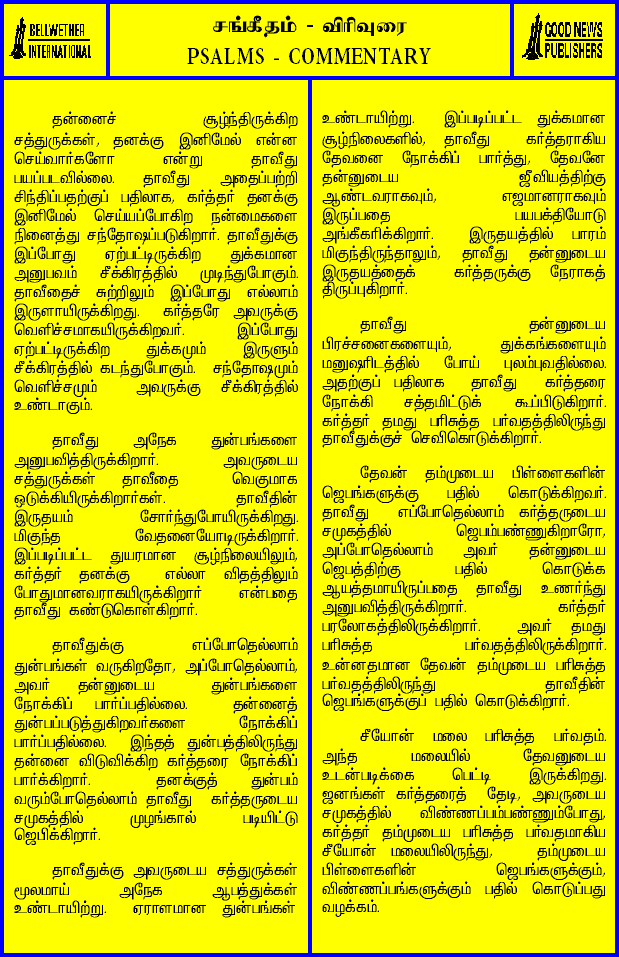 BELLWETHER
INTERNATIONAL
சங்கீதம் - விரிவுரை
PSALMS - COMMENTARY
GOOD NEWS
PUBLISHERS
தன்னைச் சூழ்ந்திருக்கிற
சத்துருக்கள், தனக்கு இனிமேல் என்ன
செய்வார்களோ என்று தாவீது
பயப்படவில்லை. தாவீது அதைப்பற்றி
சிந்திப்பதற்குப் பதிலாக, கர்த்தர் தனக்கு
இனிமேல் செய்யப்போகிற நன்மைகளை
நினைத்து சந்தோஷப்படுகிறார். தாவீதுக்கு
இப்போது ஏற்பட்டிருக்கிற துக்கமான
அனுபவம் சீக்கிரத்தில் முடிந்துபோகும்.
தாவீதைச் சுற்றிலும் இப்போது எல்லாம்
இருளாயிருக்கிறது. கர்த்தரே அவருக்கு
வெளிச்சமாகயிருக்கிறவர். இப்போது
ஏற்பட்டிருக்கிற துக்கமும் இருளும்
சீக்கிரத்தில் கடந்துபோகும். சந்தோஷமும்
வெளிச்சமும் அவருக்கு சீக்கிரத்தில்
உண்டாகும்.
தாவீது அநேக துன்பங்களை
அனுபவித்திருக்கிறார். அவருடைய
சத்துருக்கள் தாவீதை வெகுமாக
ஒடுக்கியிருக்கிறார்கள். தாவீதின்
இருதயம் சோர்ந்துபோயிருக்கிறது.
மிகுந்த வேதனையோடிருக்கிறார்.
இப்படிப்பட்ட துயரமான சூழ்நிலையிலும்,
கர்த்தர் தனக்கு எல்லா விதத்திலும்
போதுமானவராகயிருக்கிறார் என்பதை
தாவீது கண்டுகொள்கிறார்.
தாவீதுக்கு எப்போதெல்லாம்
துன்பங்கள் வருகிறதோ, அப்போதெல்லாம்,
அவர் தன்னுடைய துன்பங்களை
நோக்கிப் பார்ப்பதில்லை. தன்னைத்
துன்பப்படுத்துகிறவர்களை நோக்கிப்
பார்ப்பதில்லை. இந்தத் துன்பத்திலிருந்து
தன்னை விடுவிக்கிற கர்த்தரை நோக்கிப்
பார்க்கிறார். தனக்குத் துன்பம்
வரும்போதெல்லாம் தாவீது கர்த்தருடைய
சமுகத்தில் முழங்கால் படியிட்டு
ஜெபிக்கிறார்.
தாவீதுக்கு அவருடைய சத்துருக்கள்
மூலமாய் அநேக ஆபத்துக்கள்
உண்டாயிற்று. ஏராளமான துன்பங்கள்
உண்டாயிற்று. இப்படிப்பட்ட துக்கமான
சூழ்நிலைகளில், தாவீது கர்த்தராகிய
தேவனை நோக்கிப் பார்த்து, தேவனே
தன்னுடைய ஜீவியத்திற்கு
ஆண்டவராகவும், எஜமானராகவும்
இருப்பதை பயபக்தியோடு
அங்கீகரிக்கிறார். இருதயத்தில் பாரம்
மிகுந்திருந்தாலும், தாவீது தன்னுடைய
இருதயத்தைக் கர்த்தருக்கு நேராகத்
திருப்புகிறார்.
தாவீது தன்னுடைய
பிரச்சனைகளையும், துக்கங்களையும்
மனுஷரிடத்தில் போய் புலம்புவதில்லை.
அதற்குப் பதிலாக தாவீது கர்த்தரை
நோக்கி சத்தமிட்டுக் கூப்பிடுகிறார்.
கர்த்தர் தமது பரிசுத்த பர்வதத்திலிருந்து
தாவீதுக்குச் செவிகொடுக்கிறார்.
தேவன் தம்முடைய பிள்ளைகளின்
ஜெபங்களுக்கு பதில் கொடுக்கிறவர்.
தாவீது எப்போதெல்லாம் கர்த்தருடைய
சமுகத்தில் ஜெபம்பண்ணுகிறாரோ,
அப்போதெல்லாம் அவர் தன்னுடைய
ஜெபத்திற்கு பதில் கொடுக்க
ஆயத்தமாயிருப்பதை தாவீது உணர்ந்து
அனுபவித்திருக்கிறார். கர்த்தர்
பரலோகத்திலிருக்கிறார். அவர் தமது
பரிசுத்த பர்வதத்திலிருக்கிறார்.
உன்னதமான தேவன் தம்முடைய பரிசுத்த
பர்வதத்திலிருந்து தாவீதின்
ஜெபங்களுக்குப் பதில் கொடுக்கிறார்.
சீயோன் மலை பரிசுத்த பர்வதம்.
அந்த மலையில் தேவனுடைய
உடன்படிக்கை பெட்டி இருக்கிறது.
ஜனங்கள் கர்த்தரைத் தேடி, அவருடைய
சமுகத்தில் விண்ணப்பம்பண்ணும்போது,
கர்த்தர் தம்முடைய பரிசுத்த பர்வதமாகிய
சீயோன் மலையிலிருந்து, தம்முடைய
பிள்ளைகளின் ஜெபங்களுக்கும்,
விண்ணப்பங்களுக்கும் பதில் கொடுப்பது
வழக்கம்.